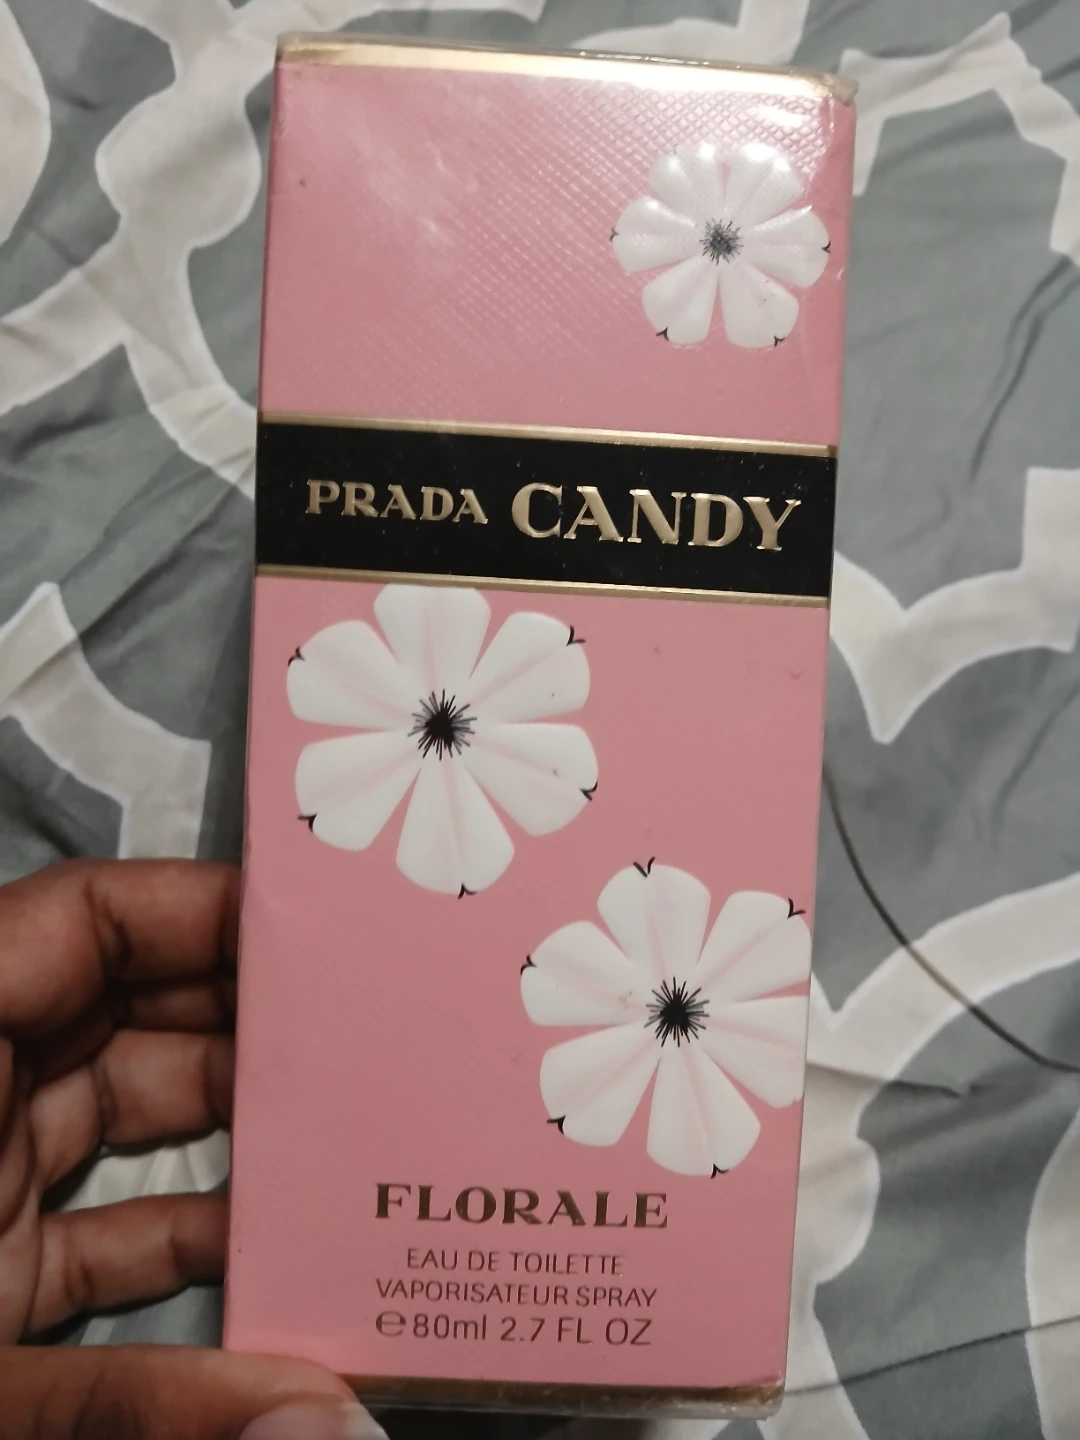 PRADA CANDY
FLORALE
EAU DE TOILETTE
VAPORISATEUR SPRAY
℮80ml 2.7 FL OZ